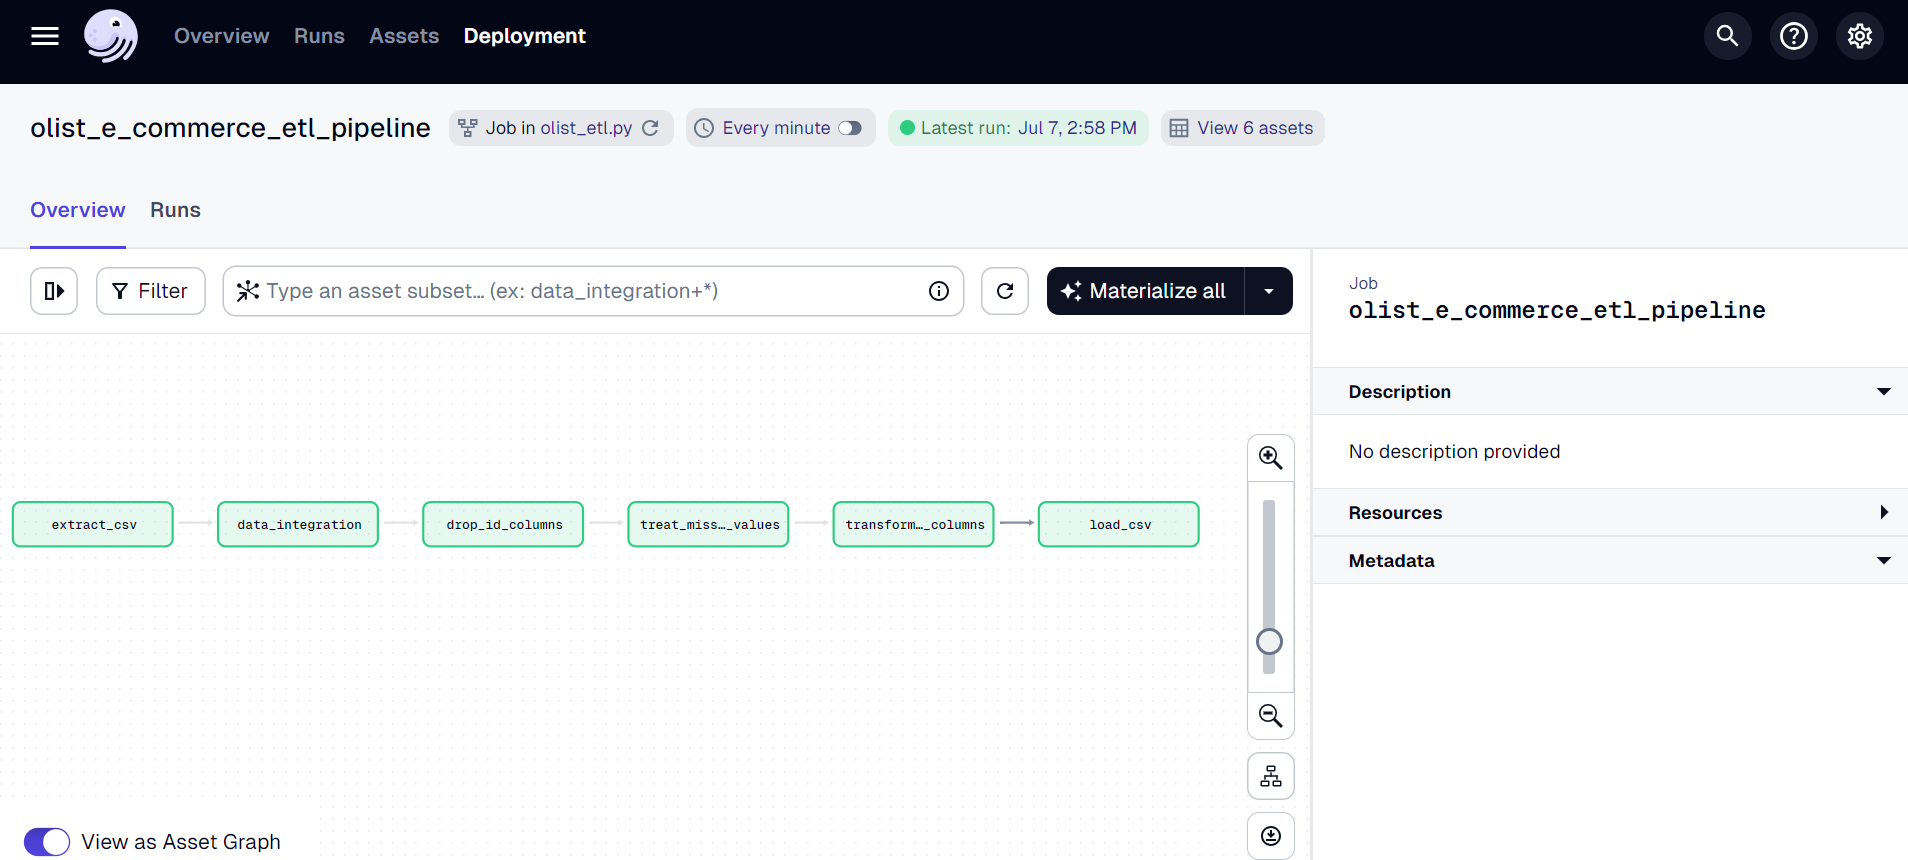 Overview Runs Assets Deployment
olist_e_commerce_etl_pipeline Job in olist_etl.py Every minute Latest run: Jul 7, 2:58 PM View 6 assets
Overview Runs
Filter Type an asset subset... (ex: data_integration+*) Materialize all
Job
olist_e_commerce_etl_pipeline
Description
No description provided
Resources
Metadata
extract_csv data_integration drop_id_columns treat_miss…_values transform…_columns load_csv
View as Asset Graph